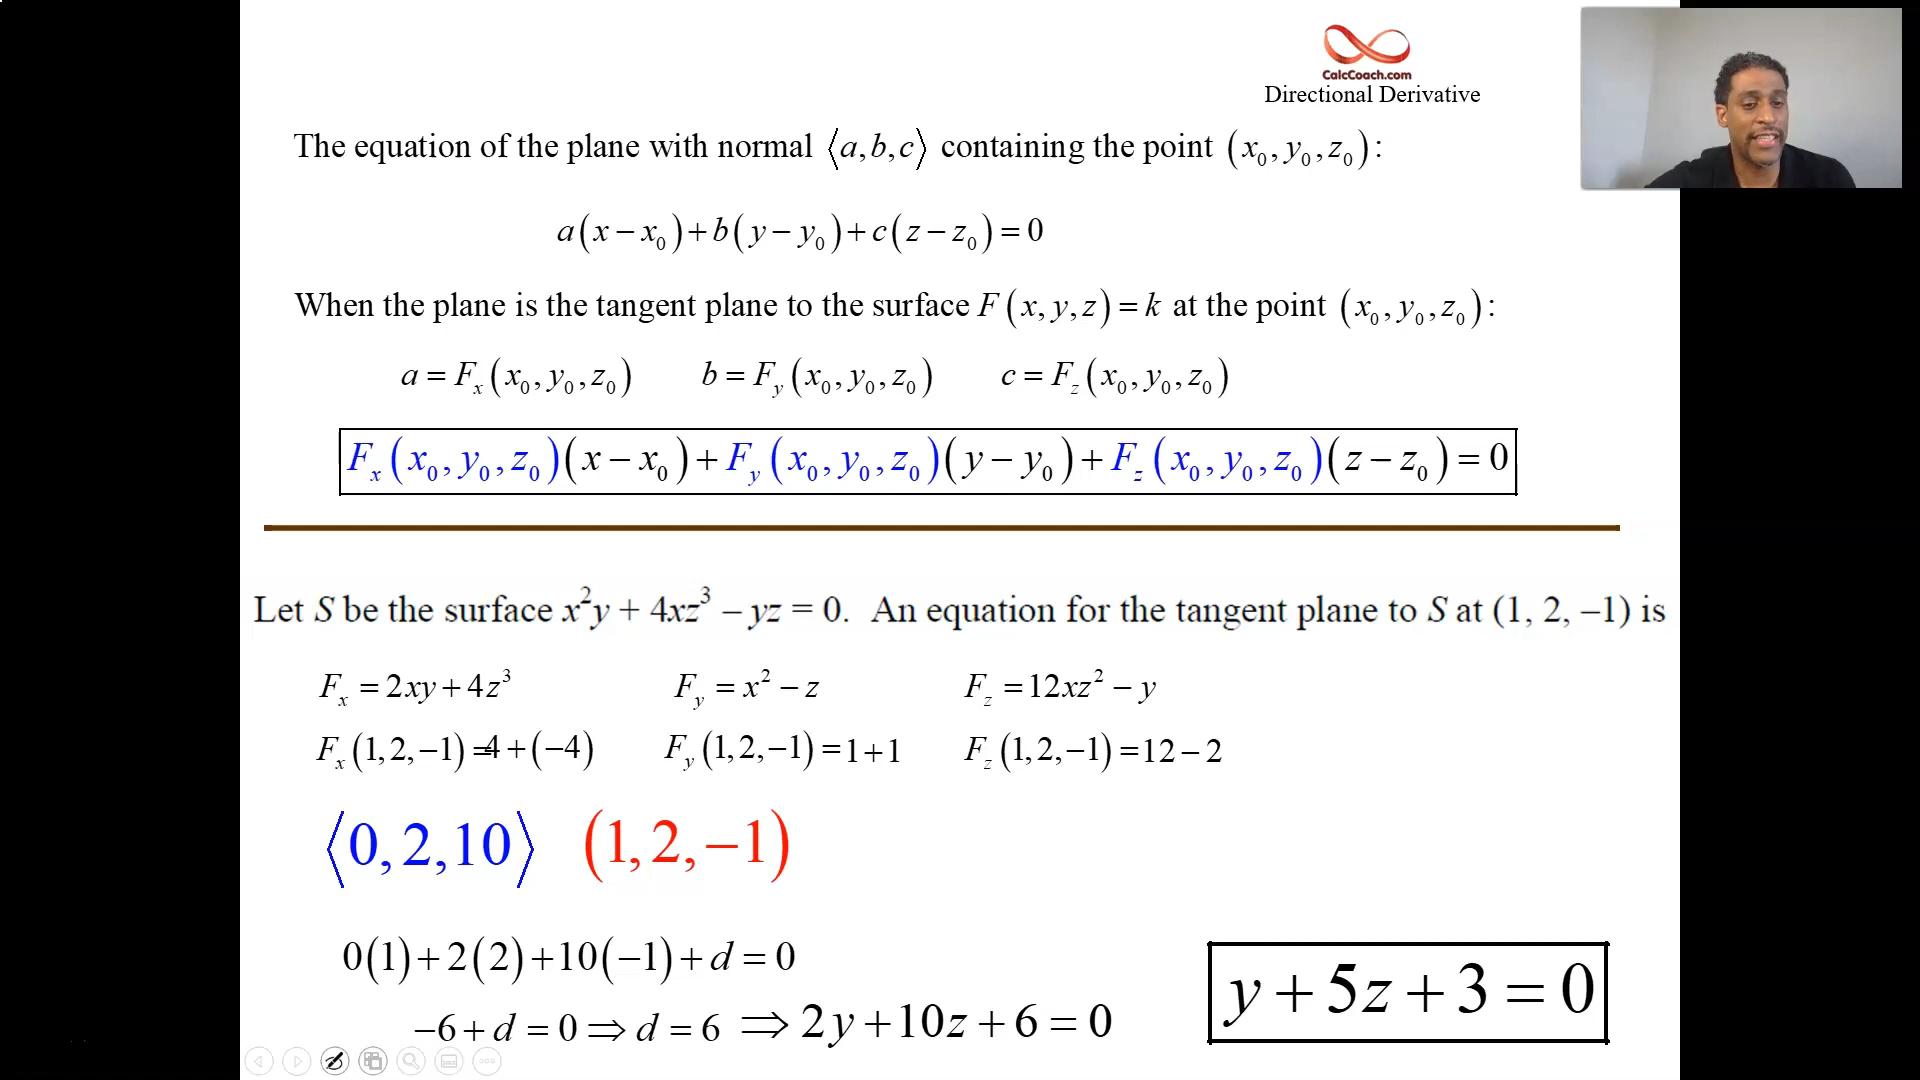 CalcCoach.com
Directional Derivative
The equation of the plane with normal ⟨a,b,c⟩ containing the point (x₀, y₀, z₀):
a(x − x₀) + b(y − y₀) + c(z − z₀) = 0
When the plane is the tangent plane to the surface F(x, y, z) = k at the point (x₀, y₀, z₀):
a = Fₓ(x₀, y₀, z₀) b = F_y(x₀, y₀, z₀) c = F_z(x₀, y₀, z₀)
Fₓ(x₀, y₀, z₀)(x − x₀) + F_y(x₀, y₀, z₀)(y − y₀) + F_z(x₀, y₀, z₀)(z − z₀) = 0
Let S be the surface x²y + 4xz³ – yz = 0. An equation for the tangent plane to S at (1, 2, –1) is
Fₓ = 2xy + 4z³ F_y = x² − z F_z = 12xz² − y
Fₓ(1, 2, −1) = 4 + (−4) F_y(1, 2, −1) = 1 + 1 F_z(1, 2, −1) = 12 − 2
⟨0, 2, 10⟩ (1, 2, −1)
0(1) + 2(2) + 10(−1) + d = 0
−6 + d = 0 ⇒ d = 6 ⇒ 2y + 10z + 6 = 0
y + 5z + 3 = 0